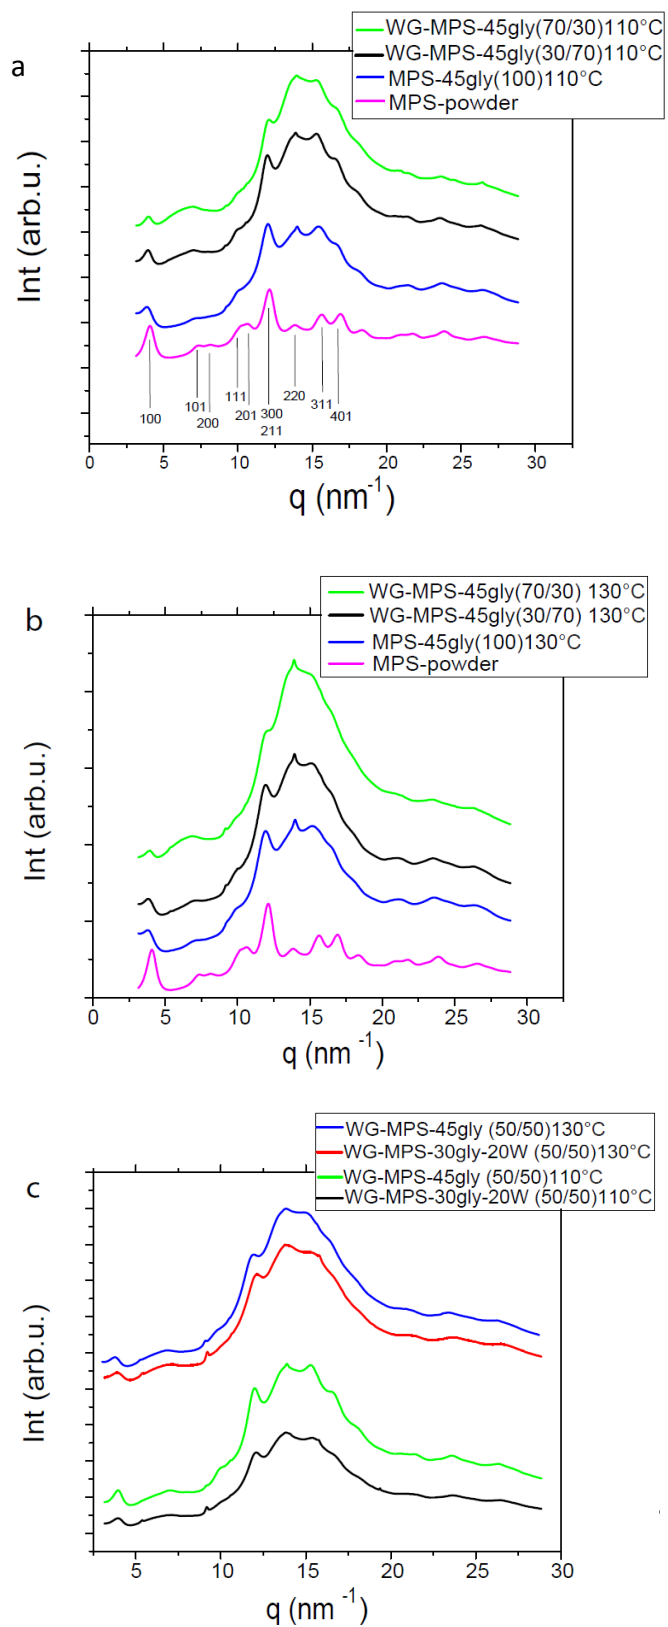 a
WG-MPS-45gly(70/30)110°C
WG-MPS-45gly(30/70)110°C
MPS-45gly(100)110°C
MPS-powder
Int (arb.u.)
100
101
200
111
201
300
211
220
311
401
0 5 10 15 20 25 30
q (nm⁻¹)
b
WG-MPS-45gly(70/30) 130°C
WG-MPS-45gly(30/70) 130°C
MPS-45gly(100)130°C
MPS-powder
Int (arb.u.)
0 5 10 15 20 25 30
q (nm ⁻¹)
c
WG-MPS-45gly (50/50)130°C
WG-MPS-30gly-20W (50/50)130°C
WG-MPS-45gly (50/50)110°C
WG-MPS-30gly-20W (50/50)110°C
Int (arb.u.)
5 10 15 20 25 30
q (nm⁻¹)